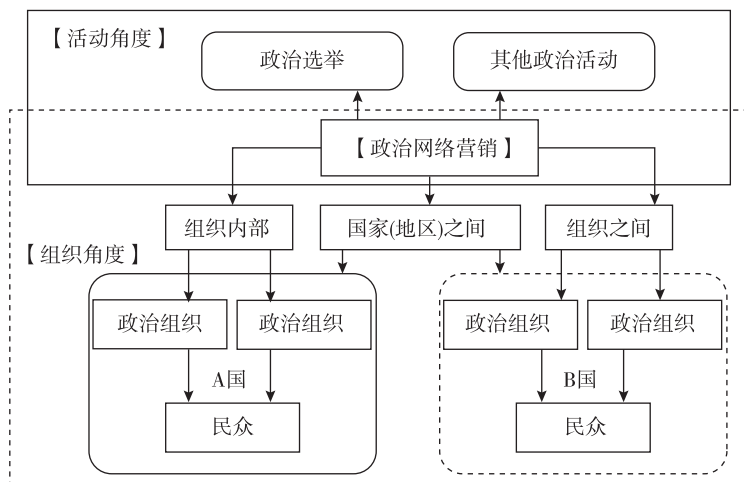 【活动角度】
政治选举
其他政治活动
【政治网络营销】
组织内部
国家(地区)之间
组织之间
【组织角度】
政治组织
政治组织
政治组织
政治组织
A国
B国
民众
民众